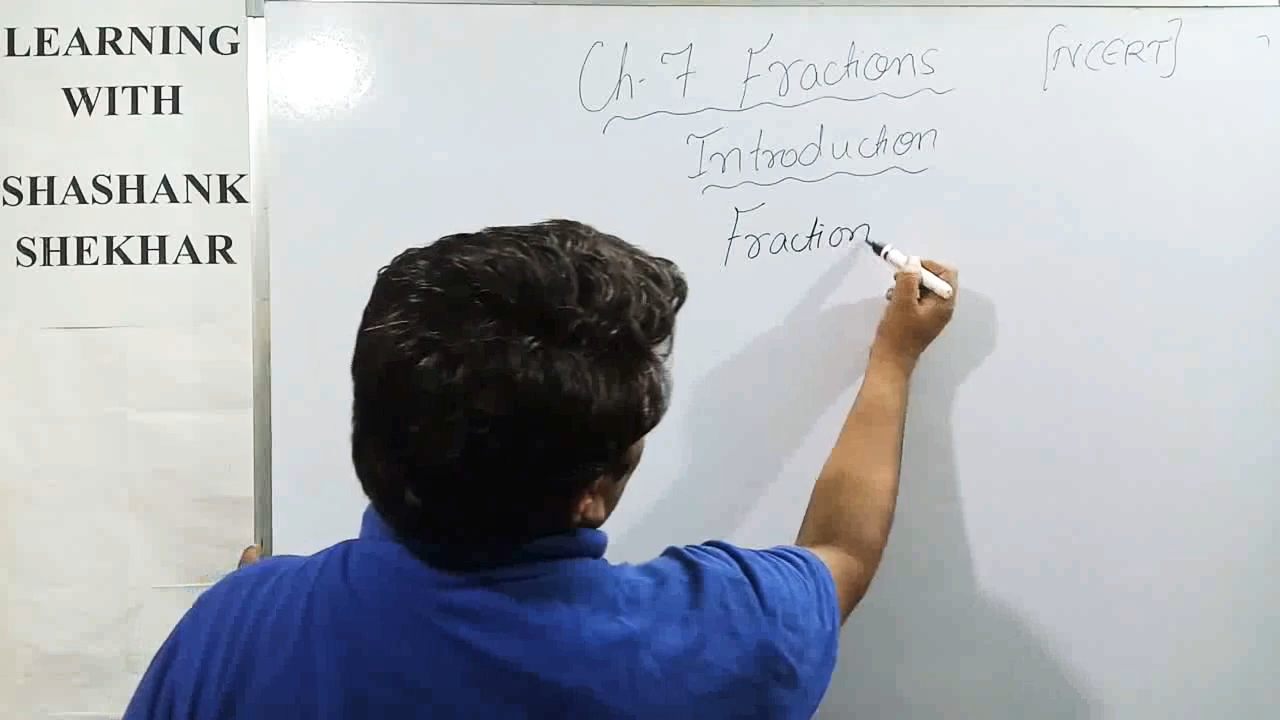 LEARNING
WITH
SHASHANK
SHEKHAR
Ch. 7 Fractions
[NCERT]
Introduction
Fraction